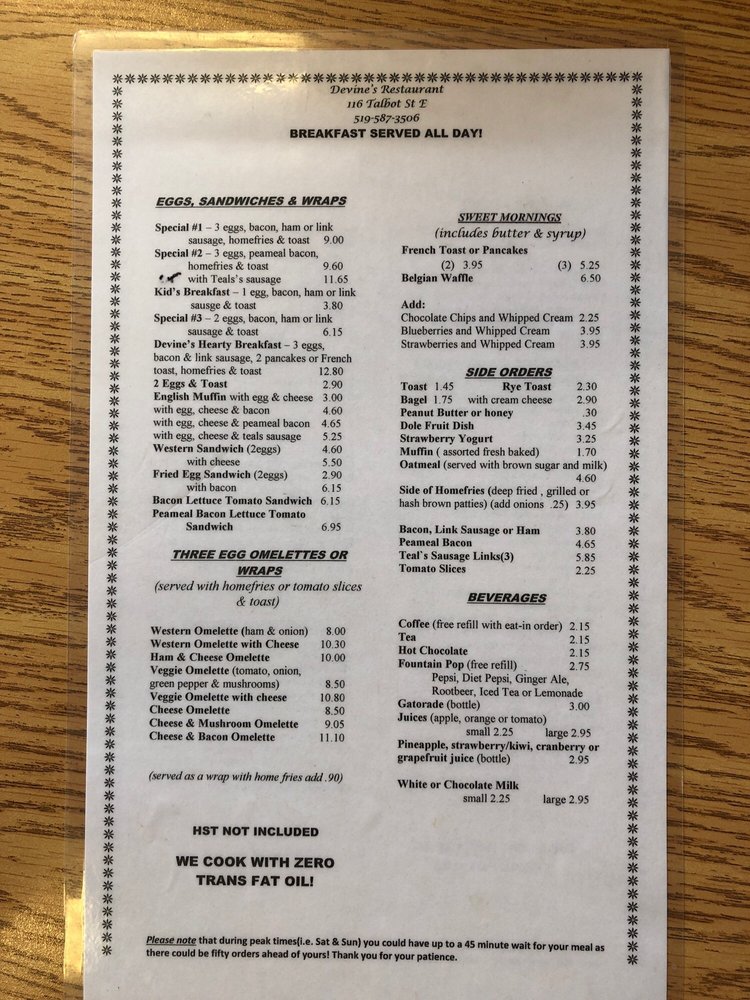 Devine's Restaurant
116 Talbot St E
519-587-3506
BREAKFAST SERVED ALL DAY!
EGGS, SANDWICHES & WRAPS
Special #1 – 3 eggs, bacon, ham or link
sausage, homefries & toast 9.00
Special #2 – 3 eggs, peameal bacon,
homefries & toast 9.60
with Teals's sausage 11.65
Kid's Breakfast – 1 egg, bacon, ham or link
sausge & toast 3.80
Special #3 – 2 eggs, bacon, ham or link
sausage & toast 6.15
Devine's Hearty Breakfast – 3 eggs,
bacon & link sausage, 2 pancakes or French
toast, homefries & toast 12.80
2 Eggs & Toast 2.90
English Muffin with egg & cheese 3.00
with egg, cheese & bacon 4.60
with egg, cheese & peameal bacon 4.65
with egg, cheese & teals sausage 5.25
Western Sandwich (2eggs) 4.60
with cheese 5.50
Fried Egg Sandwich (2eggs) 2.90
with bacon 6.15
Bacon Lettuce Tomato Sandwich 6.15
Peameal Bacon Lettuce Tomato
Sandwich 6.95
THREE EGG OMELETTES OR
WRAPS
(served with homefries or tomato slices
& toast)
Western Omelette (ham & onion) 8.00
Western Omelette with Cheese 10.30
Ham & Cheese Omelette 10.00
Veggie Omelette (tomato, onion,
green pepper & mushrooms) 8.50
Veggie Omelette with cheese 10.80
Cheese Omelette 8.50
Cheese & Mushroom Omelette 9.05
Cheese & Bacon Omelette 11.10
(served as a wrap with home fries add .90)
HST NOT INCLUDED
WE COOK WITH ZERO
TRANS FAT OIL!
SWEET MORNINGS
(includes butter & syrup)
French Toast or Pancakes
(2) 3.95 (3) 5.25
Belgian Waffle 6.50
Add:
Chocolate Chips and Whipped Cream 2.25
Blueberries and Whipped Cream 3.95
Strawberries and Whipped Cream 3.95
SIDE ORDERS
Toast 1.45 Rye Toast 2.30
Bagel 1.75 with cream cheese 2.90
Peanut Butter or honey .30
Dole Fruit Dish 3.45
Strawberry Yogurt 3.25
Muffin ( assorted fresh baked) 1.70
Oatmeal (served with brown sugar and milk)
4.60
Side of Homefries (deep fried , grilled or
hash brown patties) (add onions .25) 3.95
Bacon, Link Sausage or Ham 3.80
Peameal Bacon 4.65
Teal's Sausage Links(3) 5.85
Tomato Slices 2.25
BEVERAGES
Coffee (free refill with eat-in order) 2.15
Tea 2.15
Hot Chocolate 2.15
Fountain Pop (free refill) 2.75
Pepsi, Diet Pepsi, Ginger Ale,
Rootbeer, Iced Tea or Lemonade
Gatorade (bottle) 3.00
Juices (apple, orange or tomato)
small 2.25 large 2.95
Pineapple, strawberry/kiwi, cranberry or
grapefruit juice (bottle) 2.95
White or Chocolate Milk
small 2.25 large 2.95
Please note that during peak times(i.e. Sat & Sun) you could have up to a 45 minute wait for your meal as
there could be fifty orders ahead of yours! Thank you for your patience.